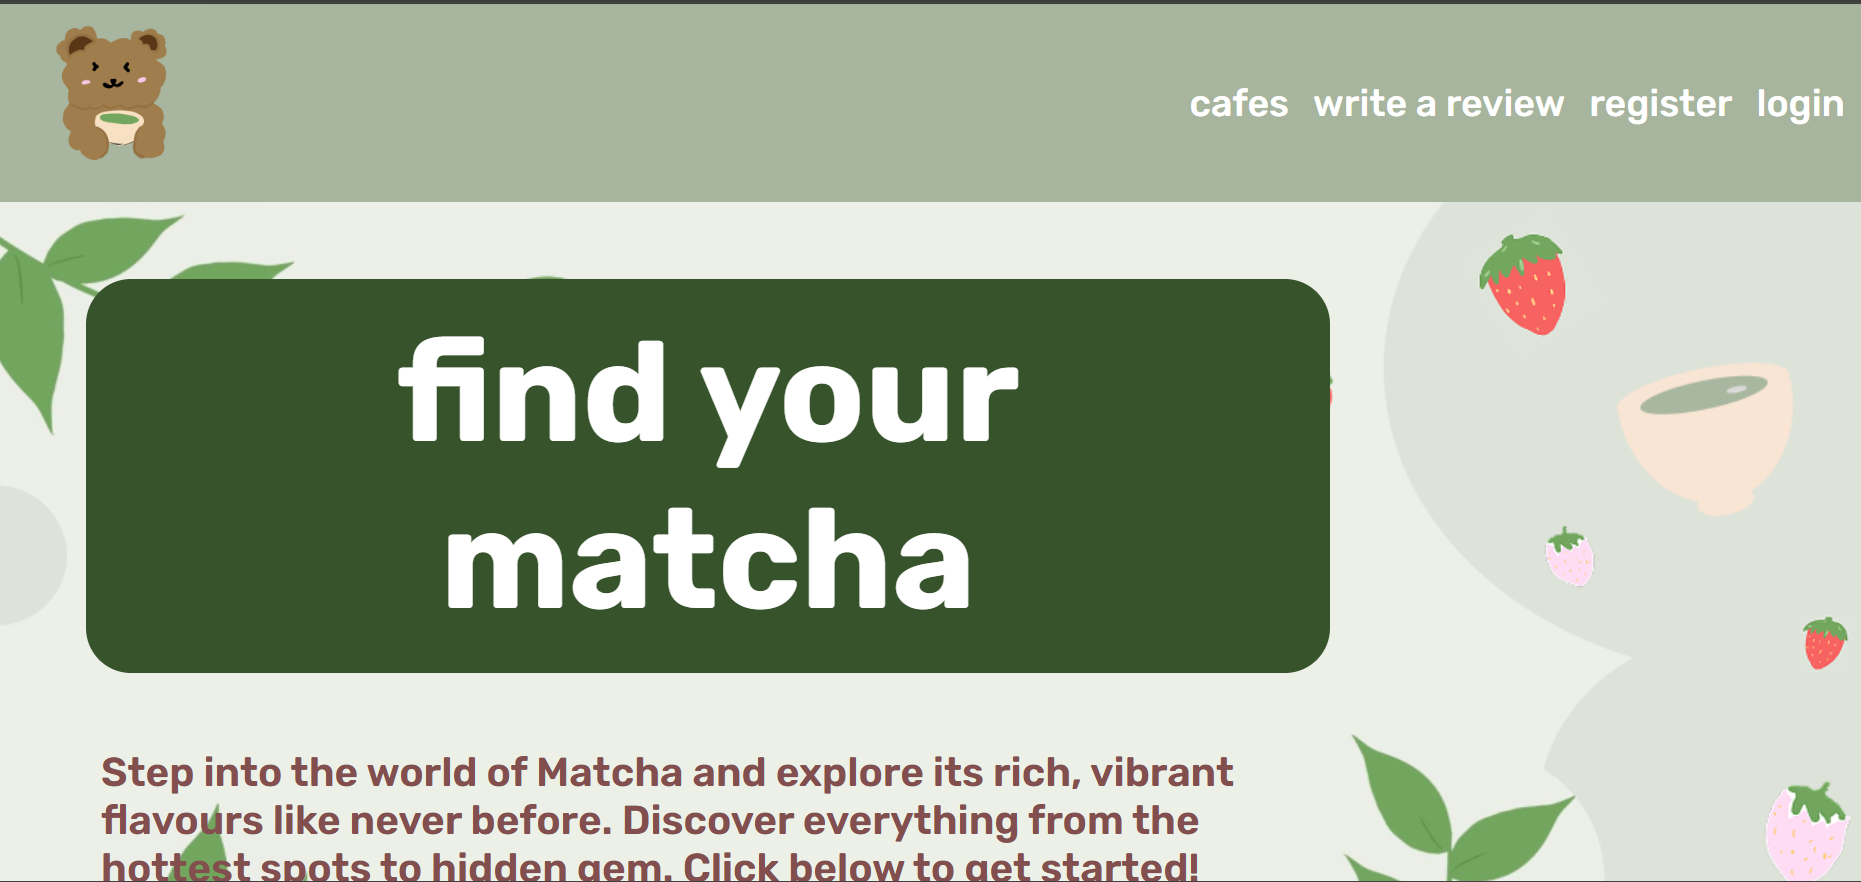 cafes write a review register login
find your
matcha
Step into the world of Matcha and explore its rich, vibrant
flavours like never before. Discover everything from the
hottest spots to hidden gem. Click below to get started!